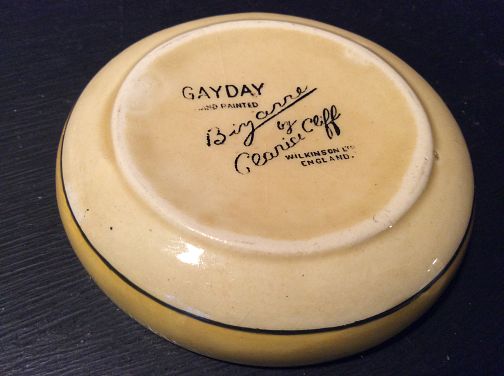 GAYDAY
HAND PAINTED
Bizarre
by
Clarice Cliff
WILKINSON LTD
ENGLAND.